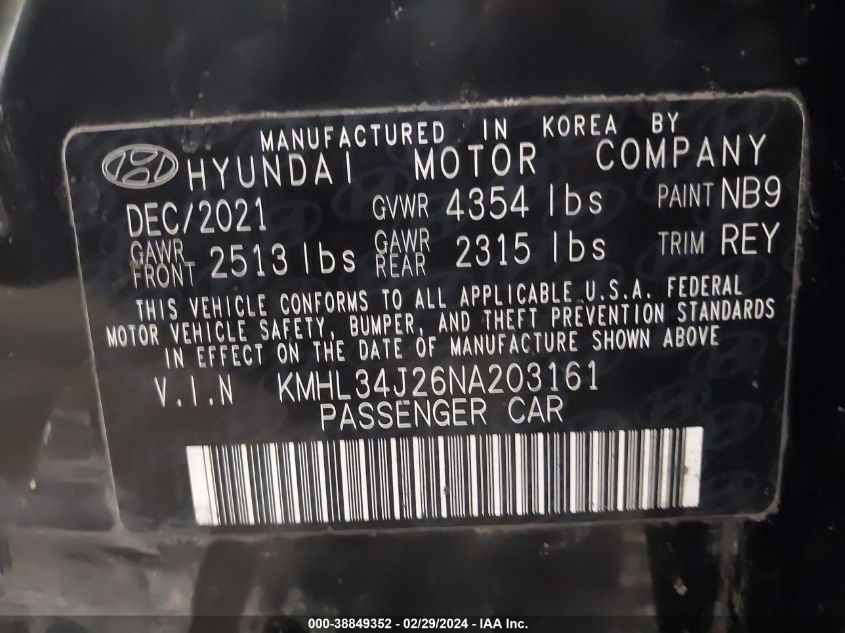 MANUFACTURED IN KOREA BY
HYUNDAI MOTOR COMPANY
DEC/2021 GVWR 4354 lbs PAINT NB9
GAWR FRONT 2513 lbs GAWR REAR 2315 lbs TRIM REY
THIS VEHICLE CONFORMS TO ALL APPLICABLE U.S.A. FEDERAL
MOTOR VEHICLE SAFETY, BUMPER, AND THEFT PREVENTION STANDARDS
IN EFFECT ON THE DATE OF MANUFACTURE SHOWN ABOVE
V.I.N KMHL34J26NA203161
PASSENGER CAR
000-38849352 - 02/29/2024 - IAA Inc.